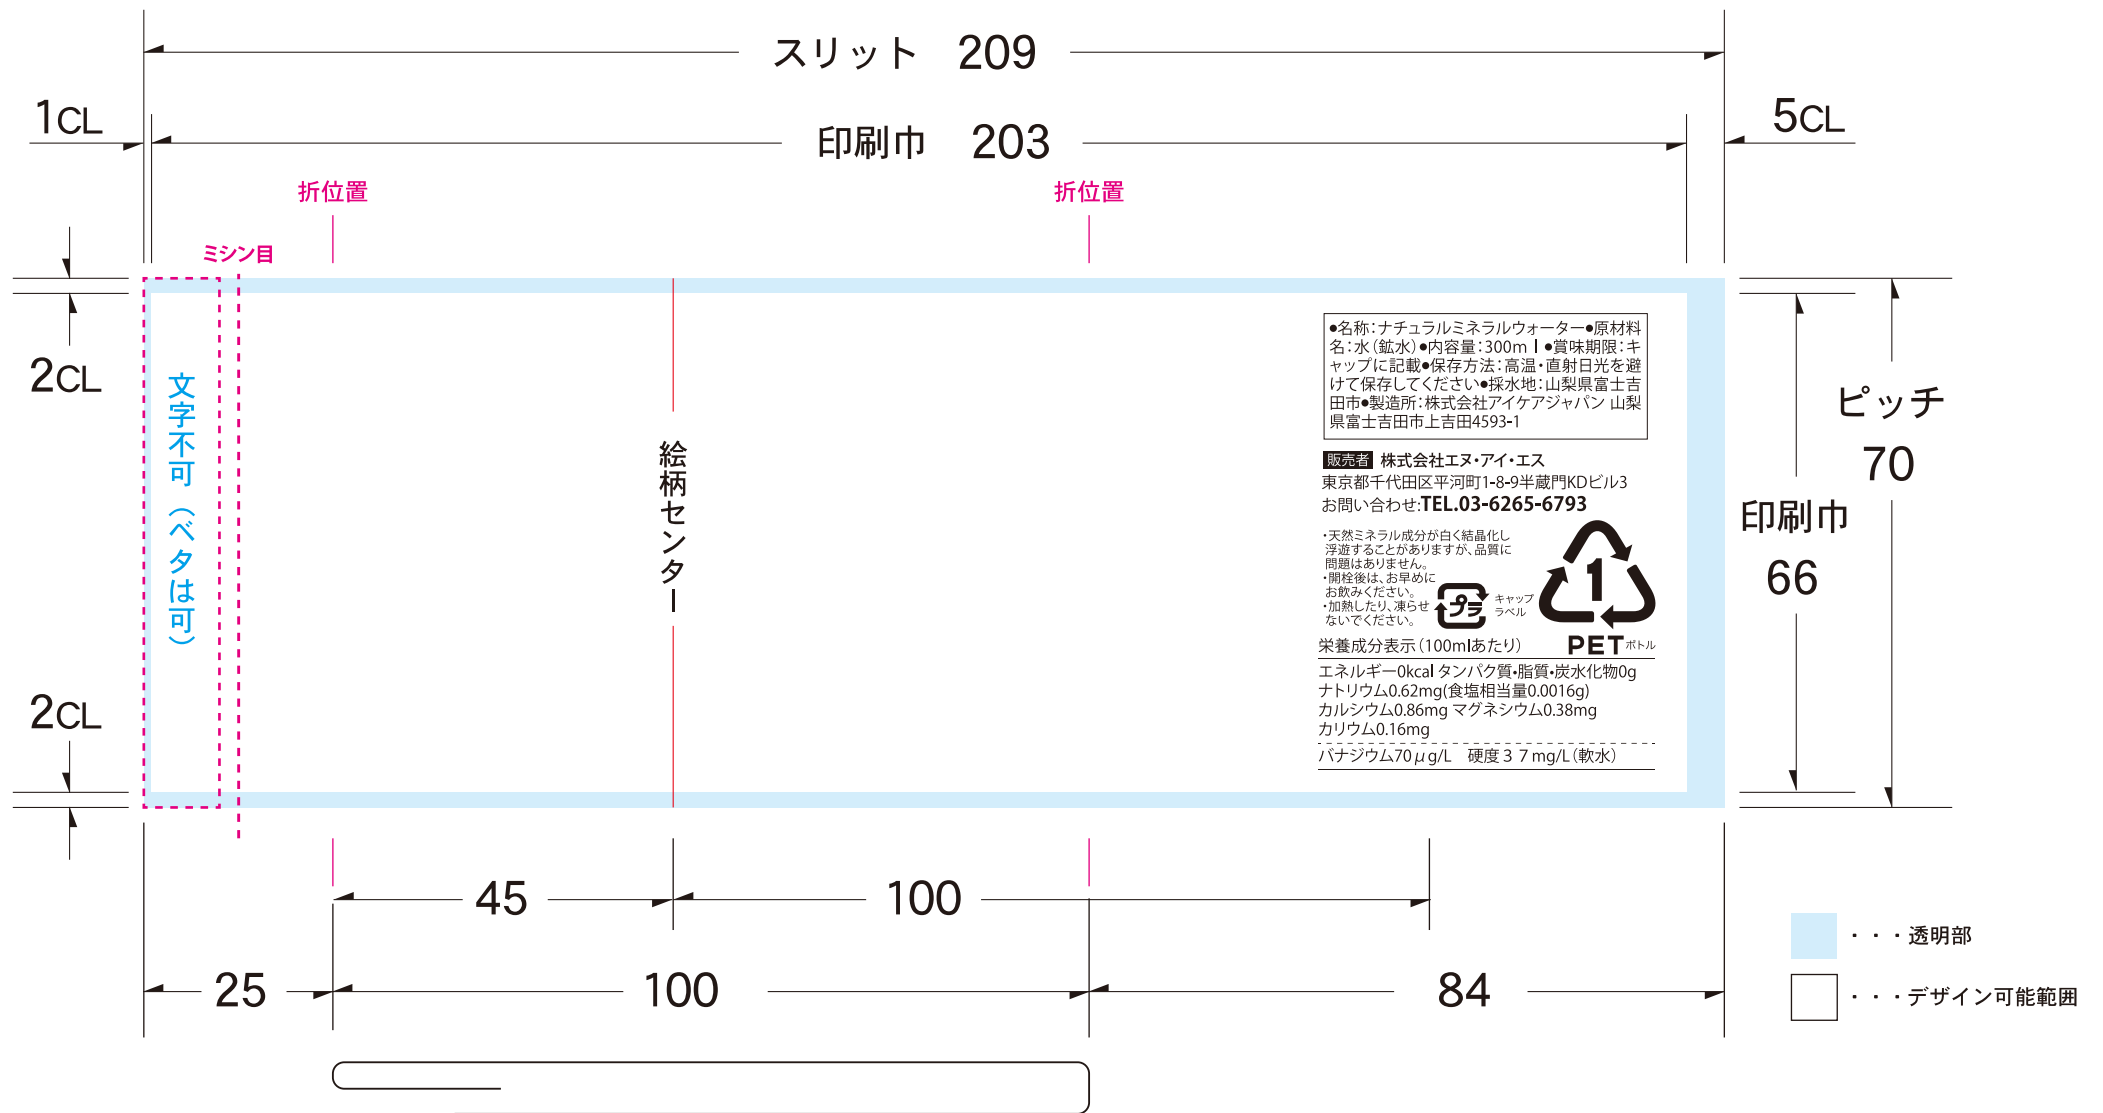 スリット 209
1CL
印刷巾 203
5CL
折位置
折位置
ミシン目
2CL
文字不可（ベタは可）
絵柄センター
●名称：ナチュラルミネラルウォーター●原材料
名：水（鉱水）●内容量：300ml●賞味期限：キ
ャップに記載●保存方法：高温・直射日光を避
けて保存してください●採水地：山梨県富士吉
田市●製造所：株式会社アイケアジャパン 山梨
県富士吉田市上吉田4593-1
販売者 株式会社エヌ・アイ・エス
東京都千代田区平河町1-8-9半蔵門KDビル3
お問い合わせ:TEL.03-6265-6793
・天然ミネラル成分が白く結晶化し
浮遊することがありますが、品質に
問題はありません。
・開栓後は、お早めに
お飲みください。
・加熱したり、凍らせ
ないでください。
プラ
キャップ
ラベル
1
PETボトル
栄養成分表示（100mlあたり）
エネルギー0kcal タンパク質・脂質・炭水化物0g
ナトリウム0.62mg(食塩相当量0.0016g)
カルシウム0.86mg マグネシウム0.38mg
カリウム0.16mg
バナジウム70μg/L 硬度37mg/L（軟水）
ピッチ
70
印刷巾
66
2CL
45
100
25
100
84
・・・透明部
・・・デザイン可能範囲